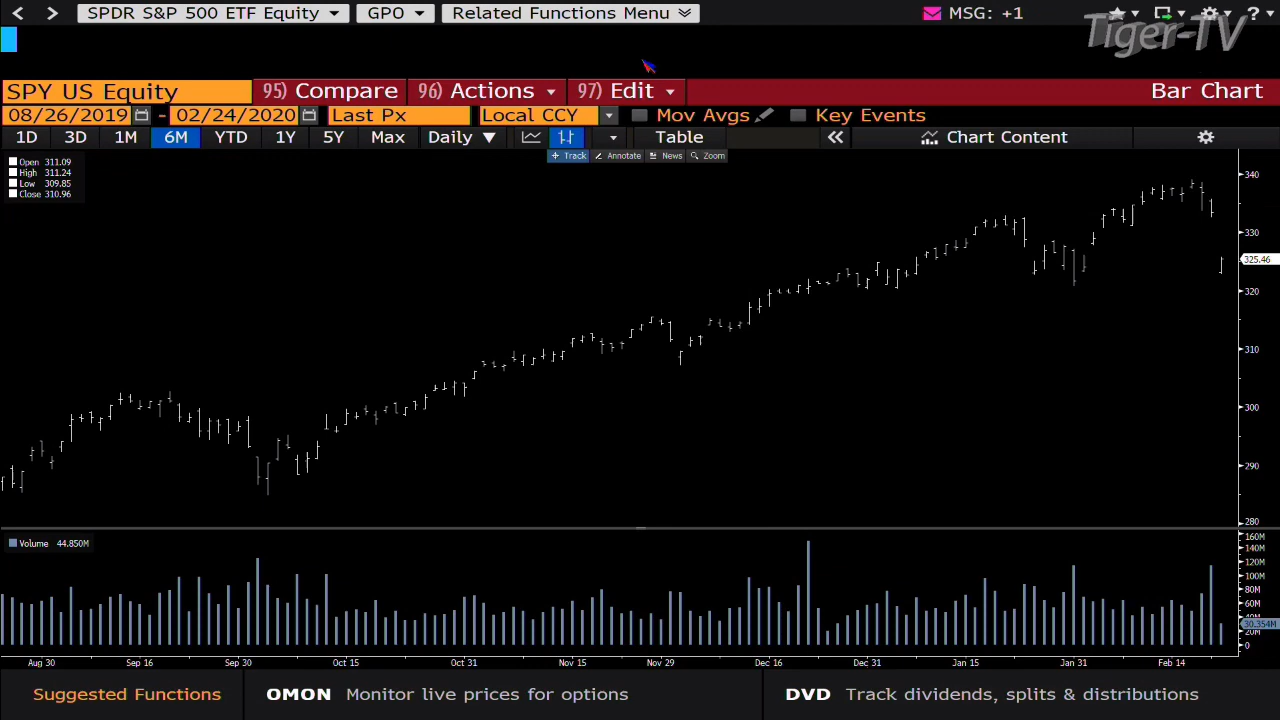 SPDR S&P 500 ETF Equity GPO Related Functions Menu MSG: +1 ?
Tiger-TV
SPY US Equity 95) Compare 96) Actions 97) Edit Bar Chart
08/26/2019 - 02/24/2020 Last Px Local CCY Mov Avgs Key Events
1D 3D 1M 6M YTD 1Y 5Y Max Daily Table Chart Content
Track Annotate News Zoom
Open 311.09
High 311.24
Low 309.85
Close 310.96
340
330
325.46
320
310
300
290
280
Volume 44.850M
160M
140M
120M
100M
80M
60M
40M
30.354M
20M
0
Aug 30 Sep 16 Sep 30 Oct 15 Oct 31 Nov 15 Nov 29 Dec 16 Dec 31 Jan 15 Jan 31 Feb 14
Suggested Functions OMON Monitor live prices for options DVD Track dividends, splits & distributions